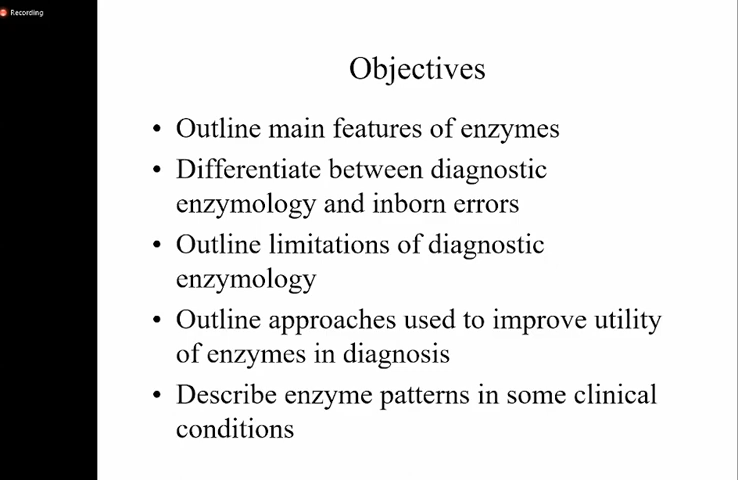 Recording
Objectives
• Outline main features of enzymes
• Differentiate between diagnostic
enzymology and inborn errors
• Outline limitations of diagnostic
enzymology
• Outline approaches used to improve utility
of enzymes in diagnosis
• Describe enzyme patterns in some clinical
conditions